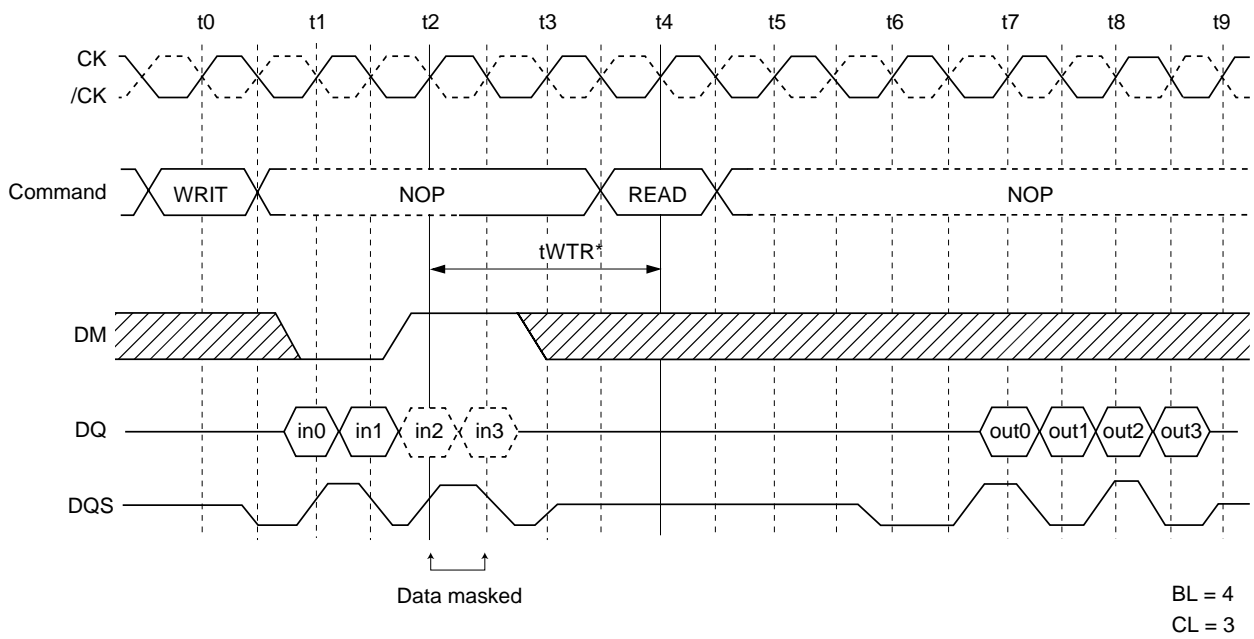 t0 t1 t2 t3 t4 t5 t6 t7 t8 t9
CK
/CK
Command WRIT NOP READ NOP
tWTR*
DM
DQ in0 in1 in2 in3 out0 out1 out2 out3
DQS
Data masked
BL = 4
CL = 3